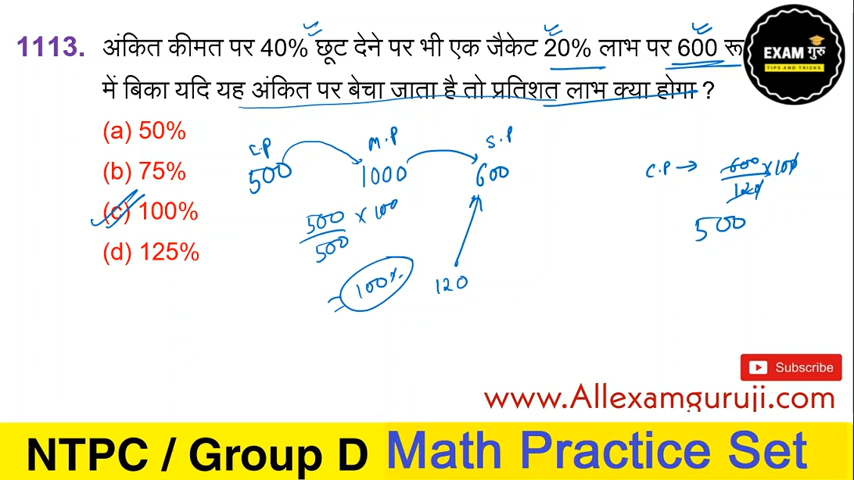 1113. अंकित कीमत पर 40% छूट देने पर भी एक जैकेट 20% लाभ पर 600 रू
में बिका यदि यह अंकित पर बेचा जाता है तो प्रतिशत लाभ क्या होगा ?
EXAM गुरु
TIPS AND TRICKS
(a) 50%
(b) 75%
(c) 100%
(d) 125%
C.P M.P S.P
500 1000 600
500/500 × 100
= 100%
120
C.P → 600/120 × 100
500
Subscribe
www.Allexamguruji.com
NTPC / Group D Math Practice Set